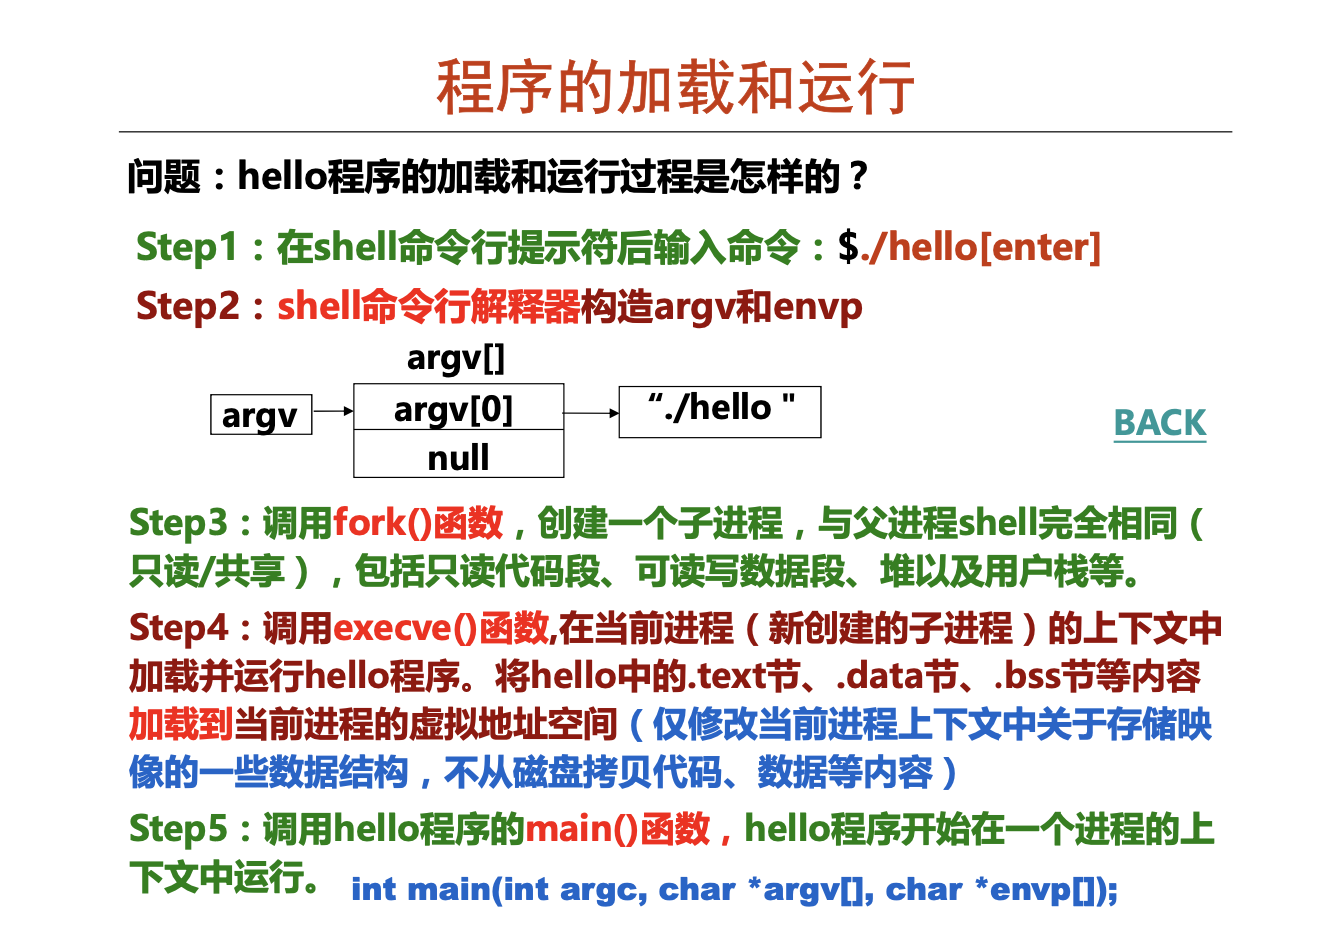 程序的加载和运行
问题：hello程序的加载和运行过程是怎样的？
Step1：在shell命令行提示符后输入命令：$./hello[enter]
Step2：shell命令行解释器构造argv和envp
argv[]
argv
argv[0]
“./hello "
null
BACK
Step3：调用fork()函数，创建一个子进程，与父进程shell完全相同（
只读/共享），包括只读代码段、可读写数据段、堆以及用户栈等。
Step4：调用execve()函数,在当前进程（新创建的子进程）的上下文中
加载并运行hello程序。将hello中的.text节、.data节、.bss节等内容
加载到当前进程的虚拟地址空间（仅修改当前进程上下文中关于存储映
像的一些数据结构，不从磁盘拷贝代码、数据等内容）
Step5：调用hello程序的main()函数，hello程序开始在一个进程的上
下文中运行。
int main(int argc, char *argv[], char *envp[]);